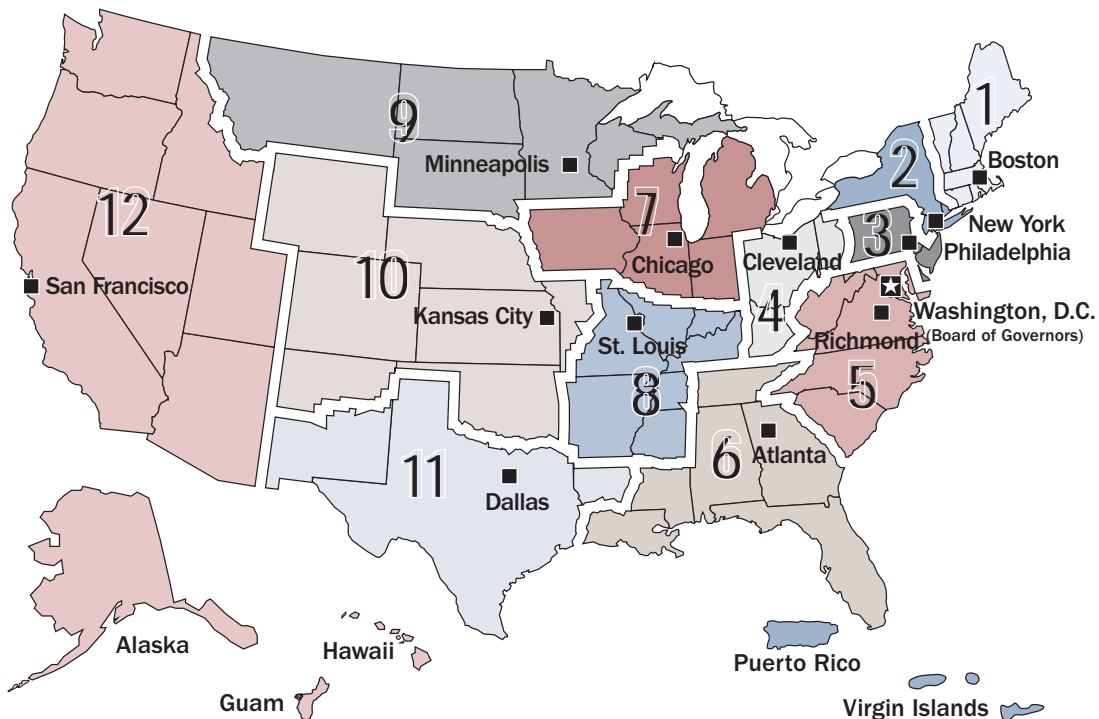 1
9
2
Minneapolis
Boston
7
12
New York
3
Philadelphia
Cleveland
Chicago
10
San Francisco
Kansas City
4
Washington, D.C.
(Board of Governors)
Richmond
St. Louis
5
8
6
Atlanta
11
Dallas
Alaska
Hawaii
Puerto Rico
Guam
Virgin Islands